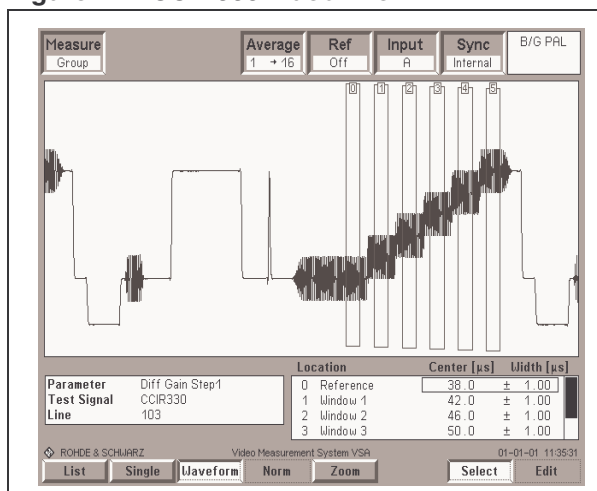 Measure
Group
Average
1 → 16
Ref
Off
Input
A
Sync
Internal
B/G PAL
0 1 2 3 4 5
Parameter Diff Gain Step1
Test Signal CCIR330
Line 103
Location Center [µs] Width [µs]
0 Reference 38.0 ± 1.00
1 Window 1 42.0 ± 1.00
2 Window 2 46.0 ± 1.00
3 Window 3 50.0 ± 1.00
ROHDE & SCHWARZ Video Measurement System VSA 01-01-01 11:35:31
List Single Waveform Norm Zoom Select Edit